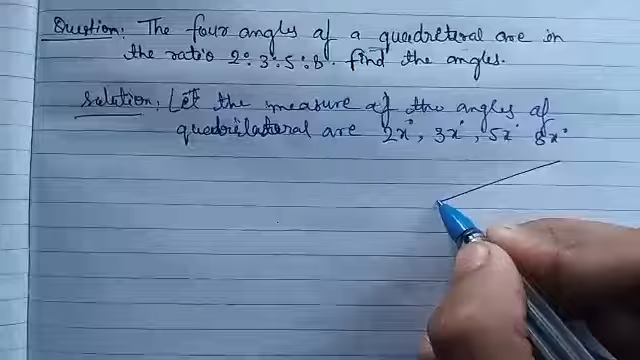 Question: The four angles of a quadrilateral are in
the ratio 2:3:5:8. find the angles.
Solution: Let the measure of the angles of
quadrilateral are 2x°, 3x°, 5x° 8x°